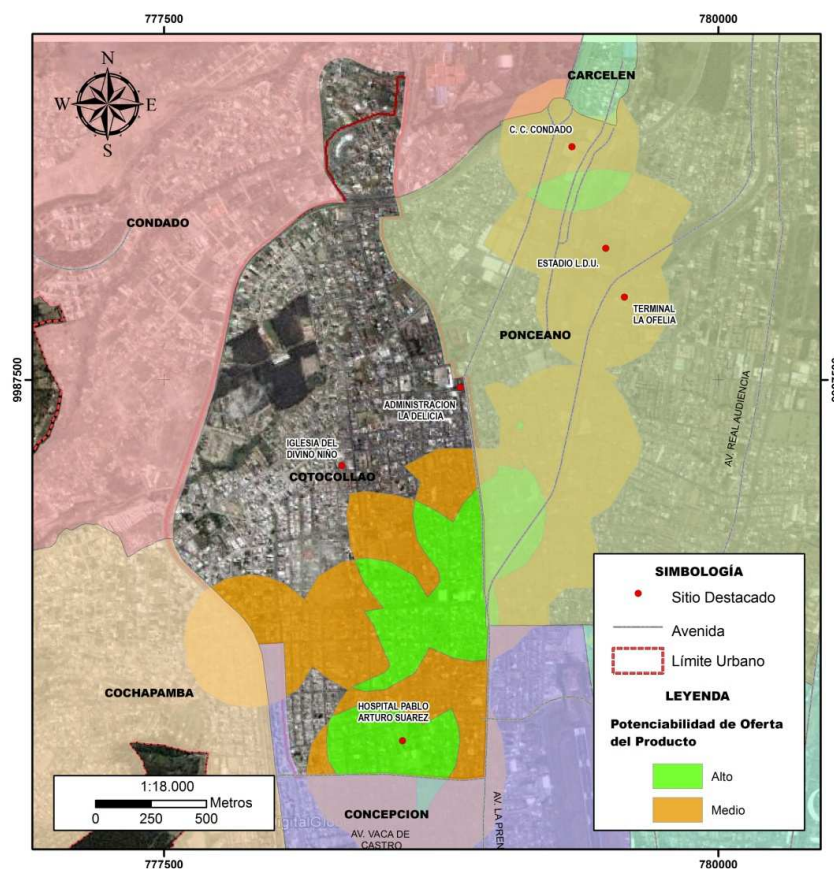 777500
780000
N
W E
S
CARCELEN
C. C. CONDADO
CONDADO
ESTADIO L.D.U.
TERMINAL
LA OFELIA
PONCEANO
9987500
9987500
ADMINISTRACION
LA DELICIA
AV. REAL AUDIENCIA
IGLESIA DEL
DIVINO NIÑO
COTOCOLLAO
SIMBOLOGÍA
Sitio Destacado
Avenida
Límite Urbano
LEYENDA
Potenciabilidad de Oferta
del Producto
Alto
Medio
COCHAPAMBA
HOSPITAL PABLO
ARTURO SUAREZ
1:18.000
Metros
0 250 500
CONCEPCION
AV. VACA DE
CASTRO
AV. LA PREN
777500
780000